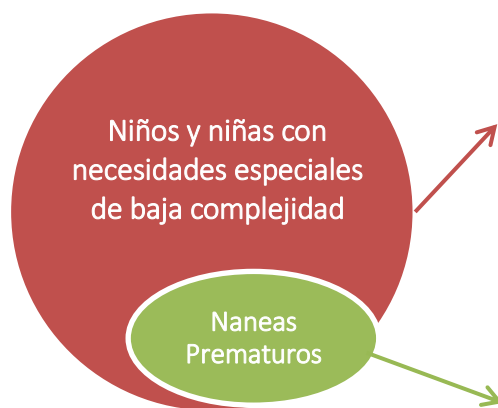 Niños y niñas con
necesidades especiales
de baja complejidad
Naneas
Prematuros